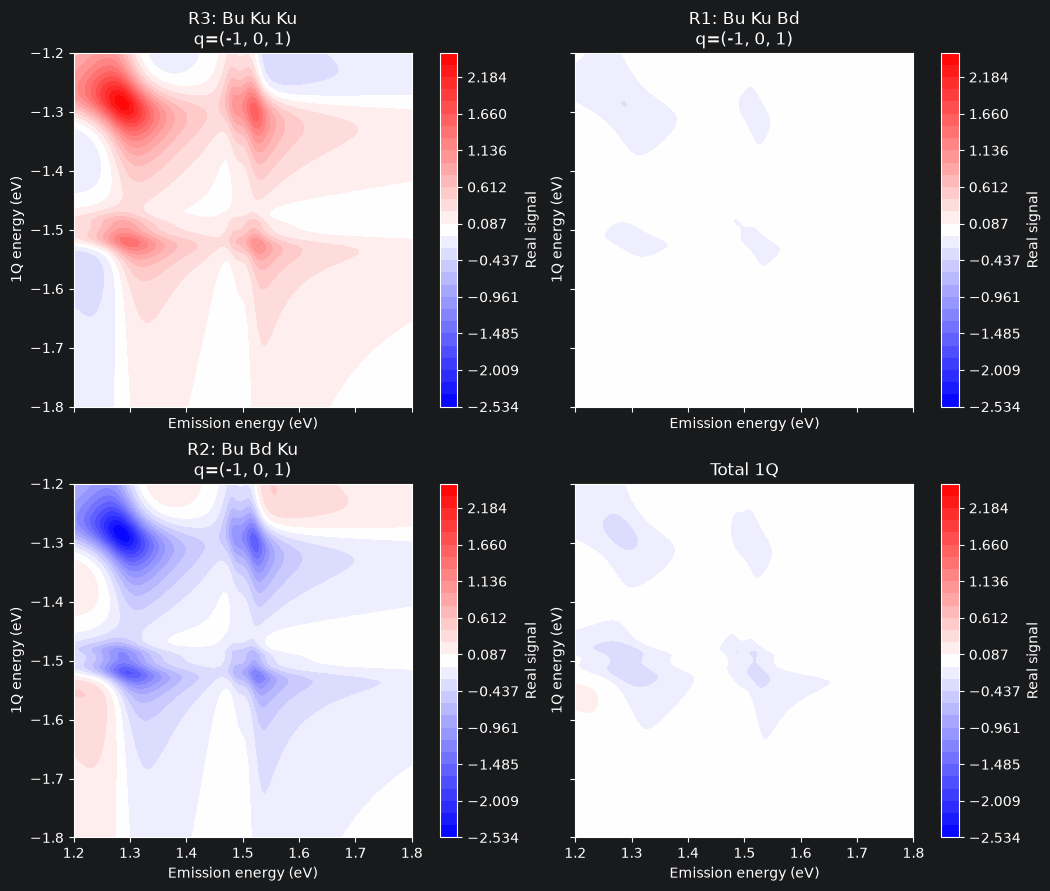 R3: Bu Ku Ku
q=(-1, 0, 1)
R1: Bu Ku Bd
q=(-1, 0, 1)
−1.2
−1.3
−1.4
−1.5
−1.6
−1.7
−1.8
1Q energy (eV)
Emission energy (eV)
2.184
1.660
1.136
0.612
0.087
−0.437
−0.961
−1.485
−2.009
−2.534
Real signal
1Q energy (eV)
Emission energy (eV)
2.184
1.660
1.136
0.612
0.087
−0.437
−0.961
−1.485
−2.009
−2.534
Real signal
R2: Bu Bd Ku
q=(-1, 0, 1)
Total 1Q
−1.2
−1.3
−1.4
−1.5
−1.6
−1.7
−1.8
1Q energy (eV)
1.2 1.3 1.4 1.5 1.6 1.7 1.8
Emission energy (eV)
2.184
1.660
1.136
0.612
0.087
−0.437
−0.961
−1.485
−2.009
−2.534
Real signal
1Q energy (eV)
1.2 1.3 1.4 1.5 1.6 1.7 1.8
Emission energy (eV)
2.184
1.660
1.136
0.612
0.087
−0.437
−0.961
−1.485
−2.009
−2.534
Real signal